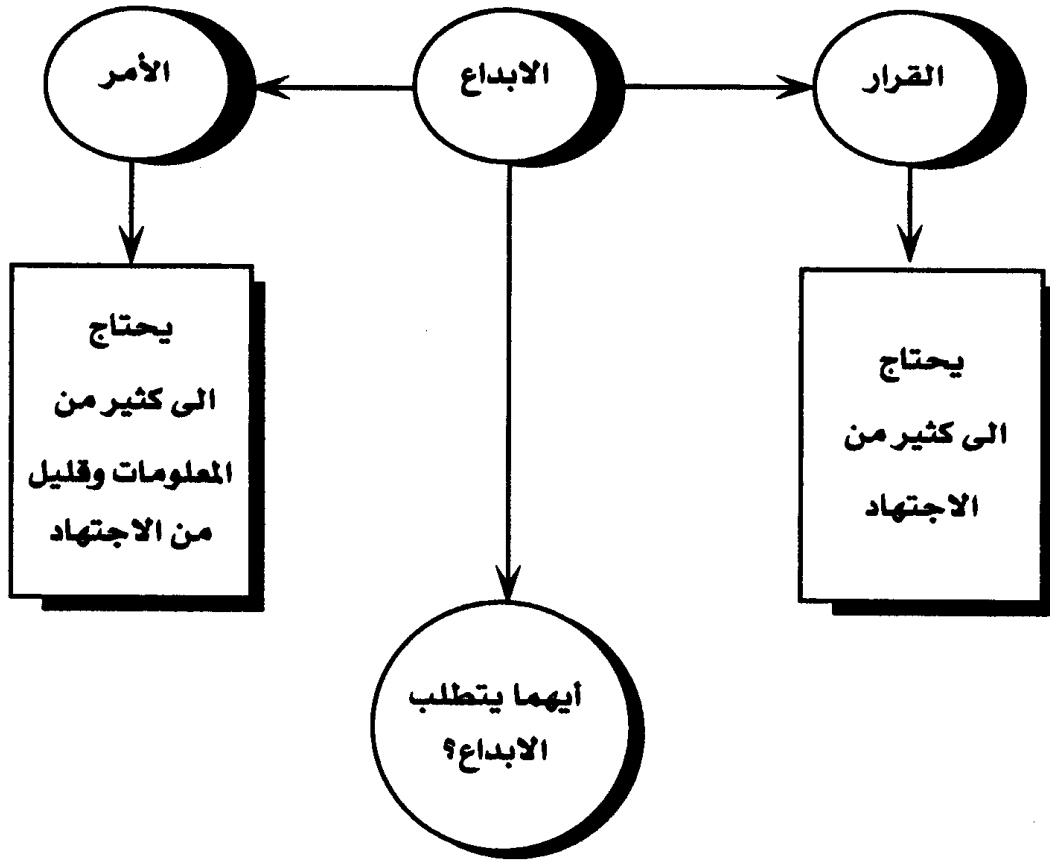 القرار
الابداع
الأمر
يحتاج
الى كثير من
الاجتهاد
يحتاج
الى كثير من
المعلومات وقليل
من الاجتهاد
أيهما يتطلب
الابداع؟